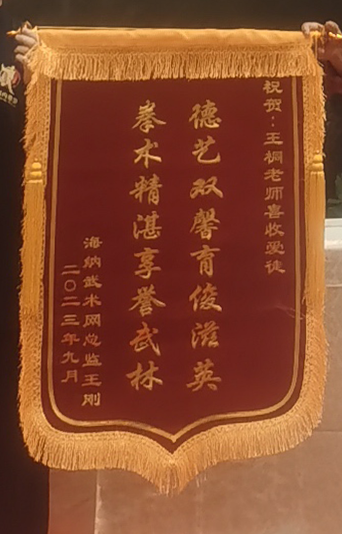 祝贺：王桐老师喜收爱徒
德艺双馨育俊滋英
拳术精湛享誉武林
海纳武术网总监王刚
二〇二三年九月